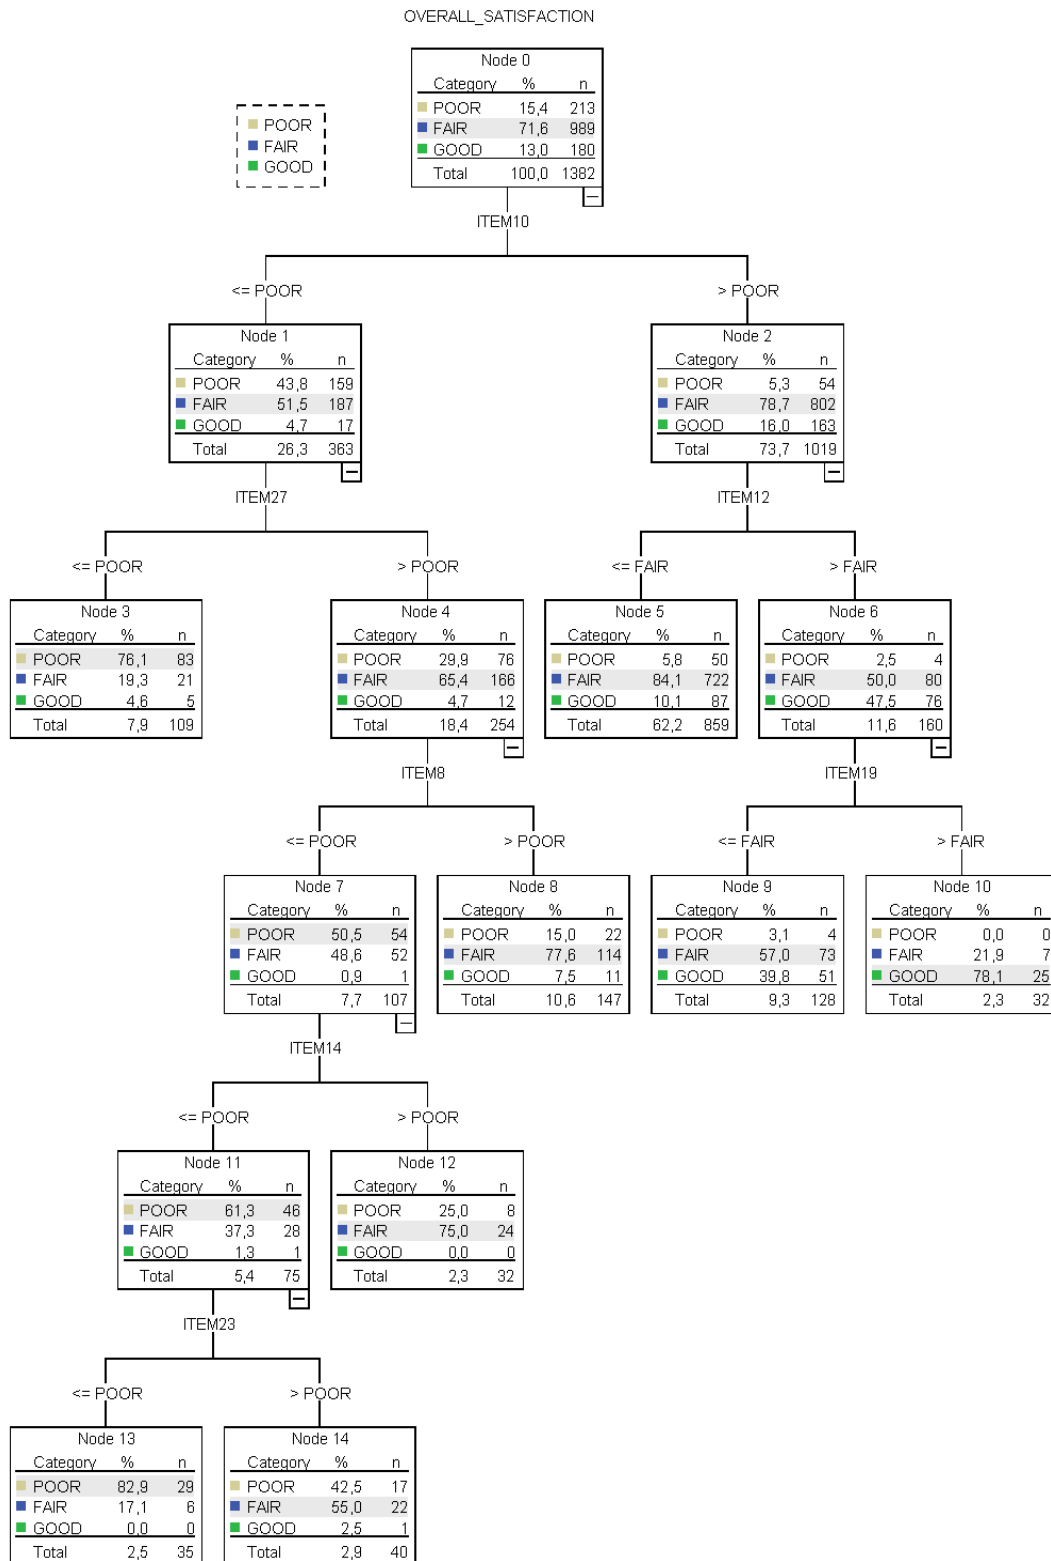 OVERALL_SATISFACTION
POOR
FAIR
GOOD
Node 0
Category % n
POOR 15,4 213
FAIR 71,6 989
GOOD 13,0 180
Total 100,0 1382
ITEM10
<= POOR
> POOR
Node 1
Category % n
POOR 43,8 159
FAIR 51,5 187
GOOD 4,7 17
Total 26,3 363
Node 2
Category % n
POOR 5,3 54
FAIR 78,7 802
GOOD 16,0 163
Total 73,7 1019
ITEM27
ITEM12
<= POOR
> POOR
<= FAIR
> FAIR
Node 3
Category % n
POOR 76,1 83
FAIR 19,3 21
GOOD 4,6 5
Total 7,9 109
Node 4
Category % n
POOR 29,9 76
FAIR 65,4 166
GOOD 4,7 12
Total 18,4 254
Node 5
Category % n
POOR 5,8 50
FAIR 84,1 722
GOOD 10,1 87
Total 62,2 859
Node 6
Category % n
POOR 2,5 4
FAIR 50,0 80
GOOD 47,5 76
Total 11,6 160
ITEM8
ITEM19
<= POOR
> POOR
<= FAIR
> FAIR
Node 7
Category % n
POOR 50,5 54
FAIR 48,6 52
GOOD 0,9 1
Total 7,7 107
Node 8
Category % n
POOR 15,0 22
FAIR 77,6 114
GOOD 7,5 11
Total 10,6 147
Node 9
Category % n
POOR 3,1 4
FAIR 57,0 73
GOOD 39,8 51
Total 9,3 128
Node 10
Category % n
POOR 0,0 0
FAIR 21,9 7
GOOD 78,1 25
Total 2,3 32
ITEM14
<= POOR
> POOR
Node 11
Category % n
POOR 61,3 46
FAIR 37,3 28
GOOD 1,3 1
Total 5,4 75
Node 12
Category % n
POOR 25,0 8
FAIR 75,0 24
GOOD 0,0 0
Total 2,3 32
ITEM23
<= POOR
> POOR
Node 13
Category % n
POOR 82,9 29
FAIR 17,1 6
GOOD 0,0 0
Total 2,5 35
Node 14
Category % n
POOR 42,5 17
FAIR 55,0 22
GOOD 2,5 1
Total 2,9 40